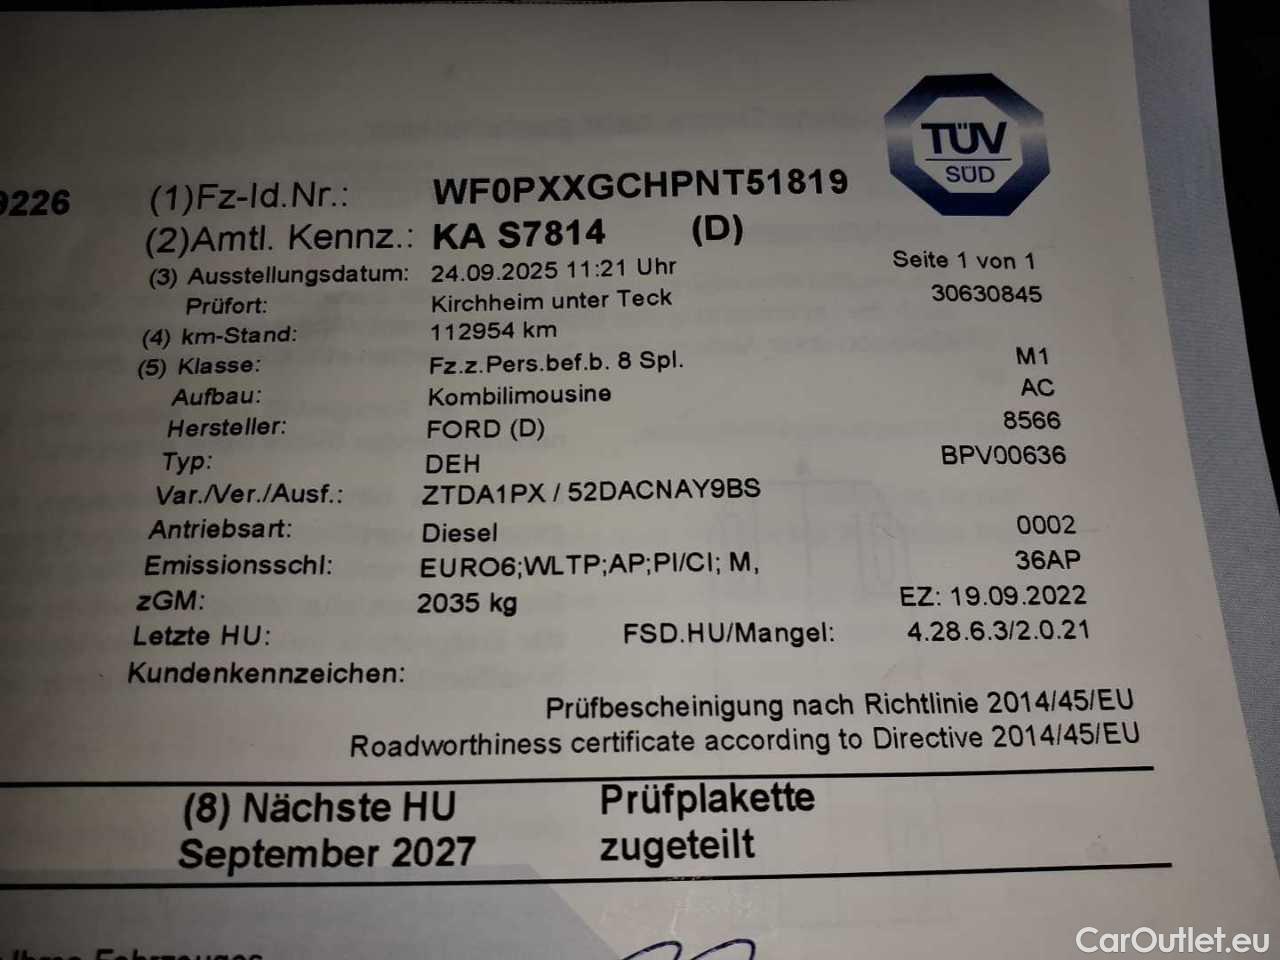 TÜV
SÜD
9226 (1)Fz-Id.Nr.: WF0PXXGCHPNT51819
(2)Amtl. Kennz.: KA S7814 (D)
(3) Ausstellungsdatum: 24.09.2025 11:21 Uhr Seite 1 von 1
Prüfort: Kirchheim unter Teck 30630845
(4) km-Stand: 112954 km
(5) Klasse: Fz.z.Pers.bef.b. 8 Spl. M1
Aufbau: Kombilimousine AC
Hersteller: FORD (D) 8566
Typ: DEH BPV00636
Var./Ver./Ausf.: ZTDA1PX / 52DACNAY9BS
Antriebsart: Diesel 0002
Emissionsschl: EURO6;WLTP;AP;PI/CI; M, 36AP
zGM: 2035 kg EZ: 19.09.2022
Letzte HU: FSD.HU/Mangel: 4.28.6.3/2.0.21
Kundenkennzeichen:
Prüfbescheinigung nach Richtlinie 2014/45/EU
Roadworthiness certificate according to Directive 2014/45/EU
(8) Nächste HU Prüfplakette
September 2027 zugeteilt
Ihres Fahrzeuges
CarOutlet.eu